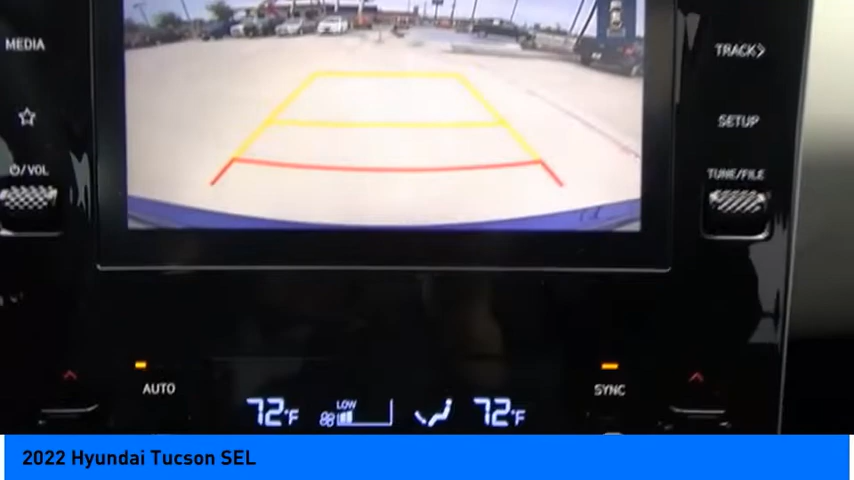 MEDIA
TRACK>
SETUP
⏻/VOL
TUNE/FILE
AUTO
SYNC
72°F
LOW
72°F
2022 Hyundai Tucson SEL